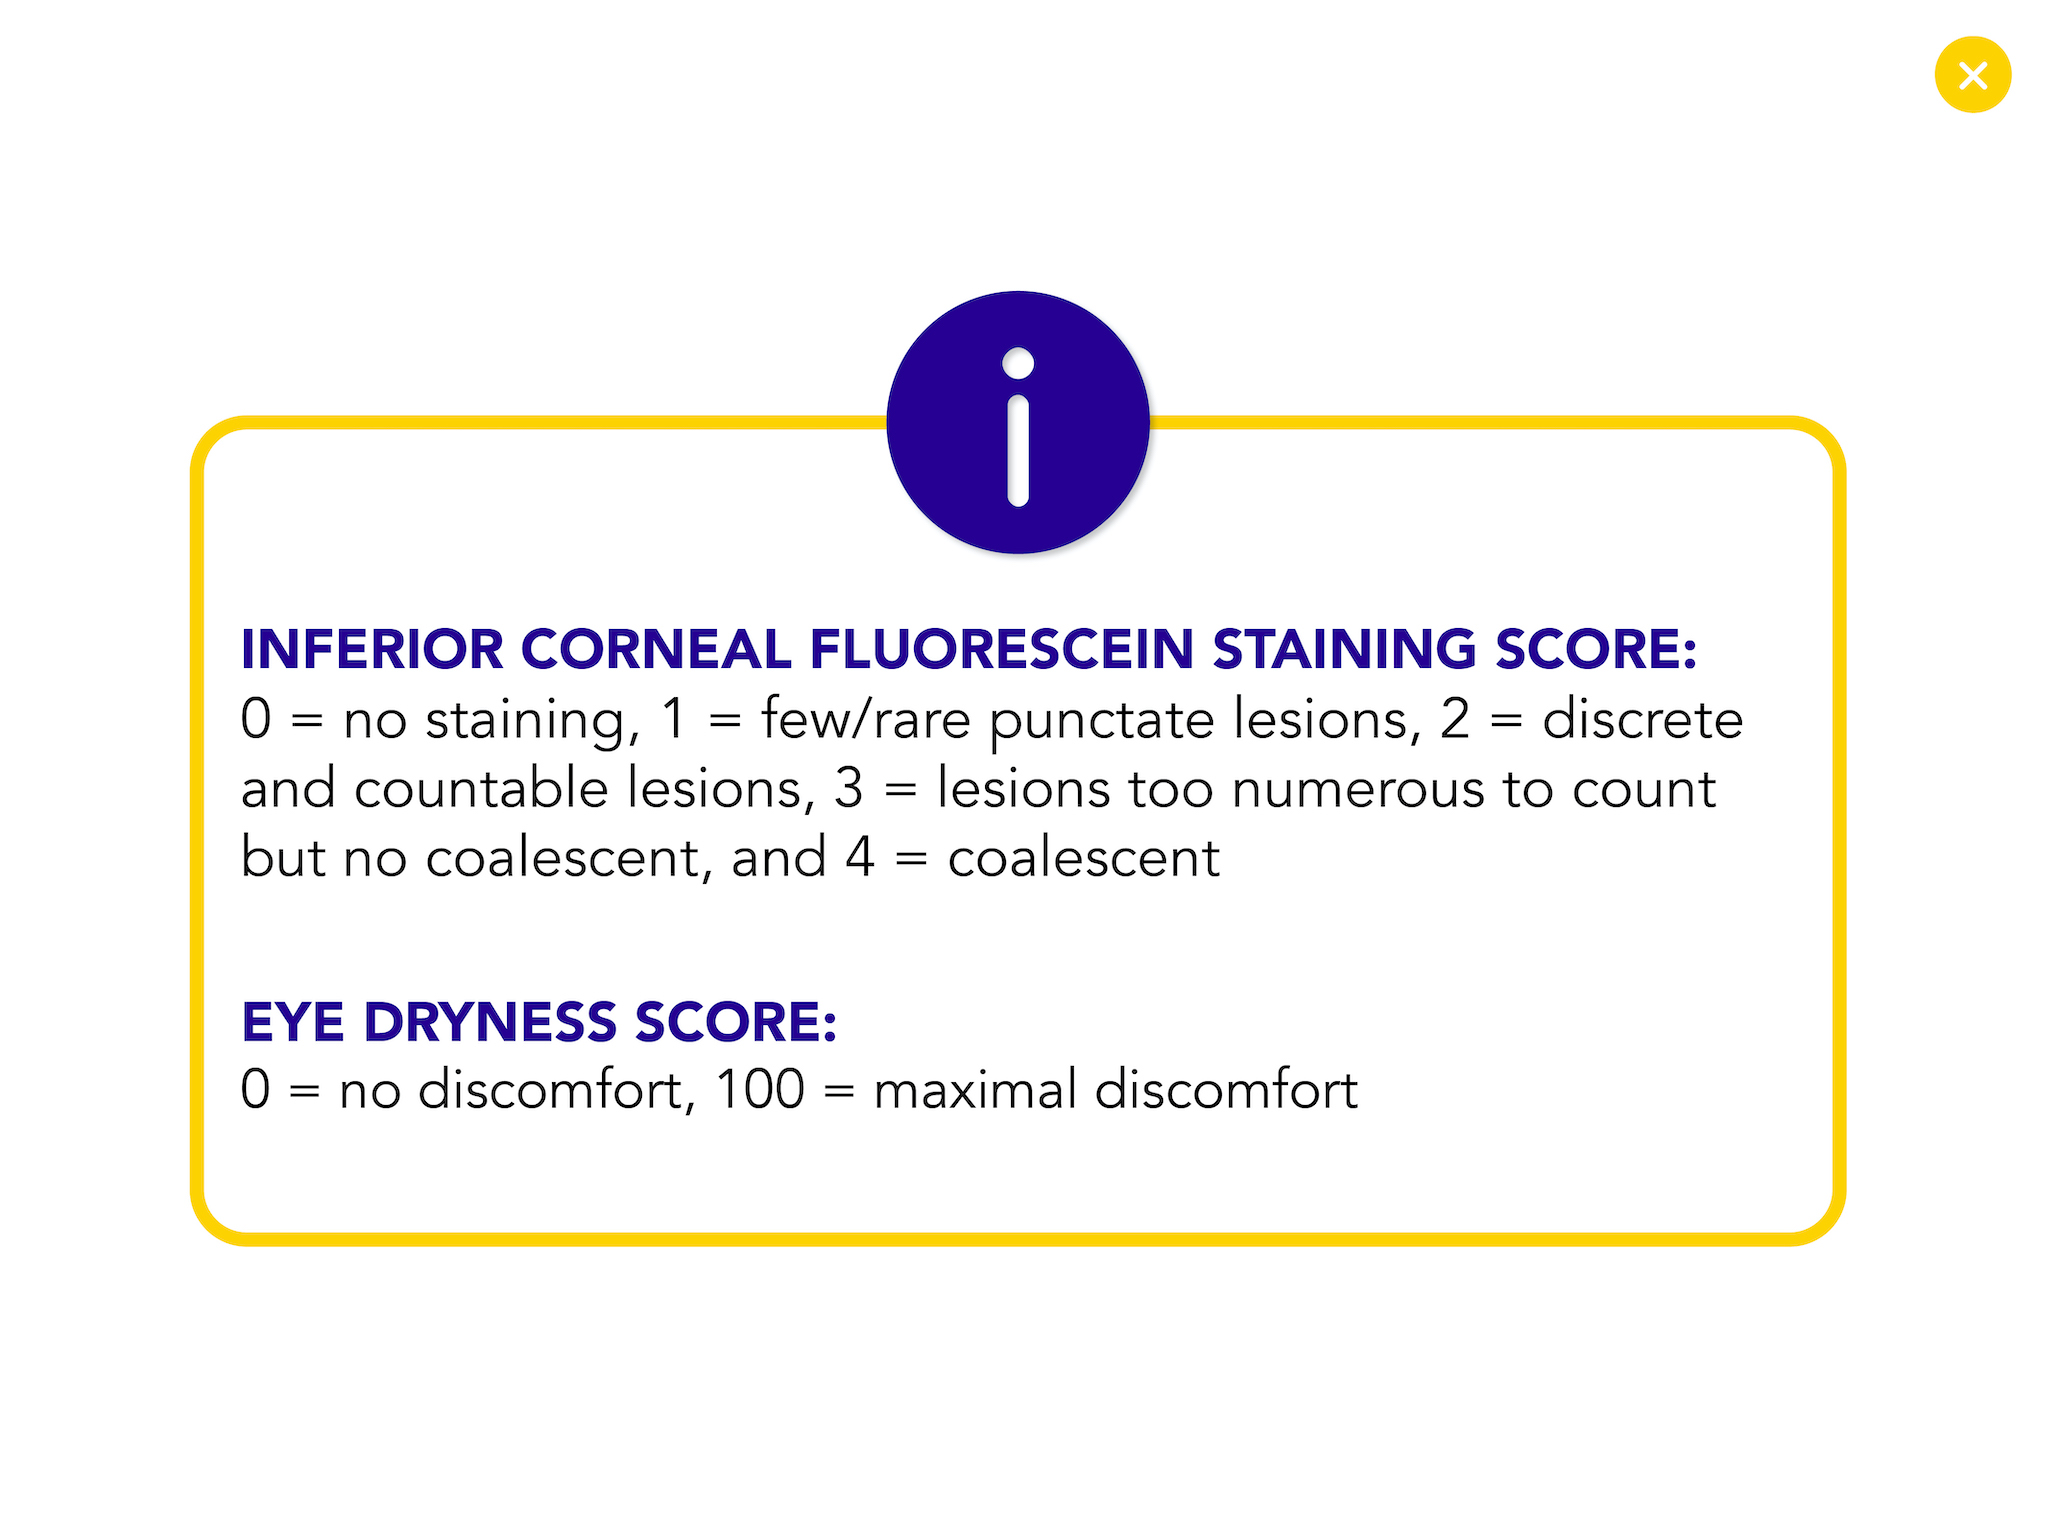 INFERIOR CORNEAL FLUORESCEIN STAINING SCORE:
0 = no staining, 1 = few/rare punctate lesions, 2 = discrete
and countable lesions, 3 = lesions too numerous to count
but no coalescent, and 4 = coalescent
EYE DRYNESS SCORE:
0 = no discomfort, 100 = maximal discomfort